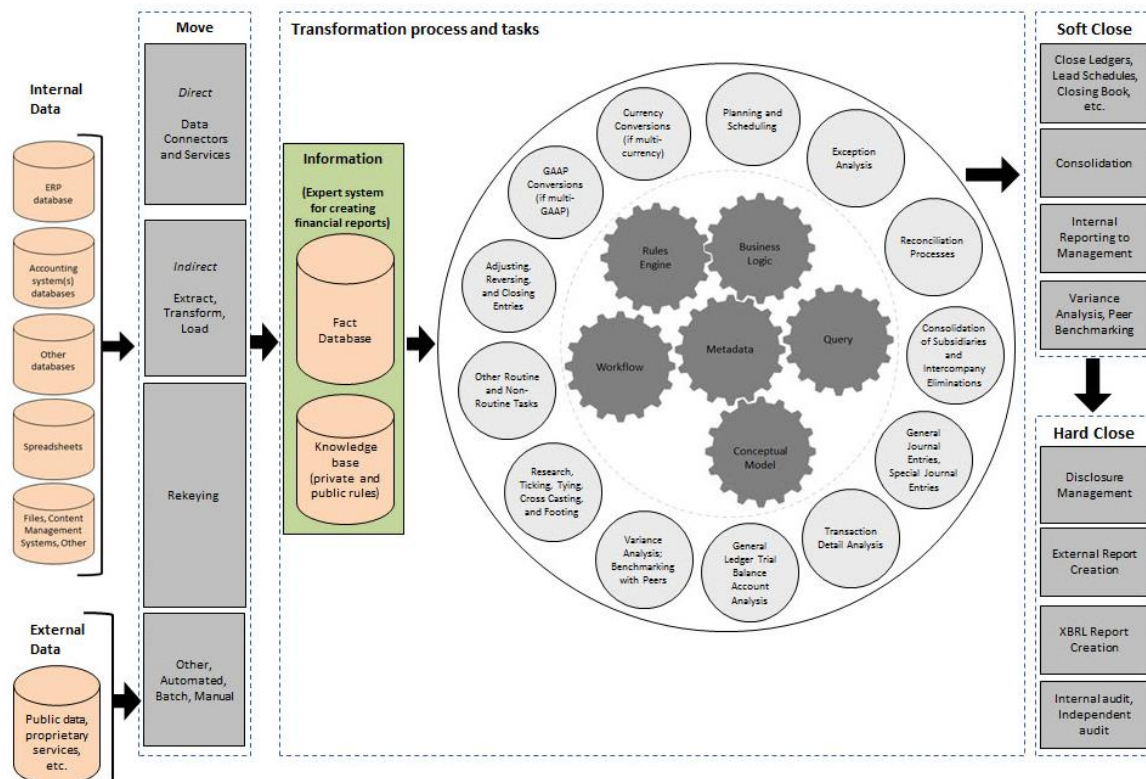 Internal
Data
ERP
database
Accounting
system(s)
databases
Other
databases
Spreadsheets
Files, Content
Management
Systems, Other
External
Data
Public data,
proprietary
services,
etc.
Move
Direct
Data
Connectors
and Services
Indirect
Extract,
Transform,
Load
Rekeying
Other,
Automated,
Batch, Manual
Transformation process and tasks
Information
(Expert system
for creating
financial reports)
Fact
Database
Knowledge
base
(private and
public rules)
Currency
Conversions
(if multi-
currency)
Planning and
Scheduling
Exception
Analysis
Reconciliation
Processes
Consolidation
of Subsidiaries
and
Intercompany
Eliminations
General
Journal
Entries,
Special Journal
Entries
Transaction
Detail Analysis
General
Ledger Trial
Balance
Account
Analysis
Variance
Analysis;
Benchmarking
with Peers
Research,
Ticking, Tying,
Cross Casting,
and Footing
Other Routine
and Non-
Routine Tasks
Adjusting,
Reversing,
and Closing
Entries
GAAP
Conversions
(if multi-
GAAP)
Rules
Engine
Business
Logic
Workflow
Metadata
Query
Conceptual
Model
Soft Close
Close Ledgers,
Lead Schedules,
Closing Book,
etc.
Consolidation
Internal
Reporting to
Management
Variance
Analysis, Peer
Benchmarking
Hard Close
Disclosure
Management
External Report
Creation
XBRL Report
Creation
Internal audit,
Independent
audit